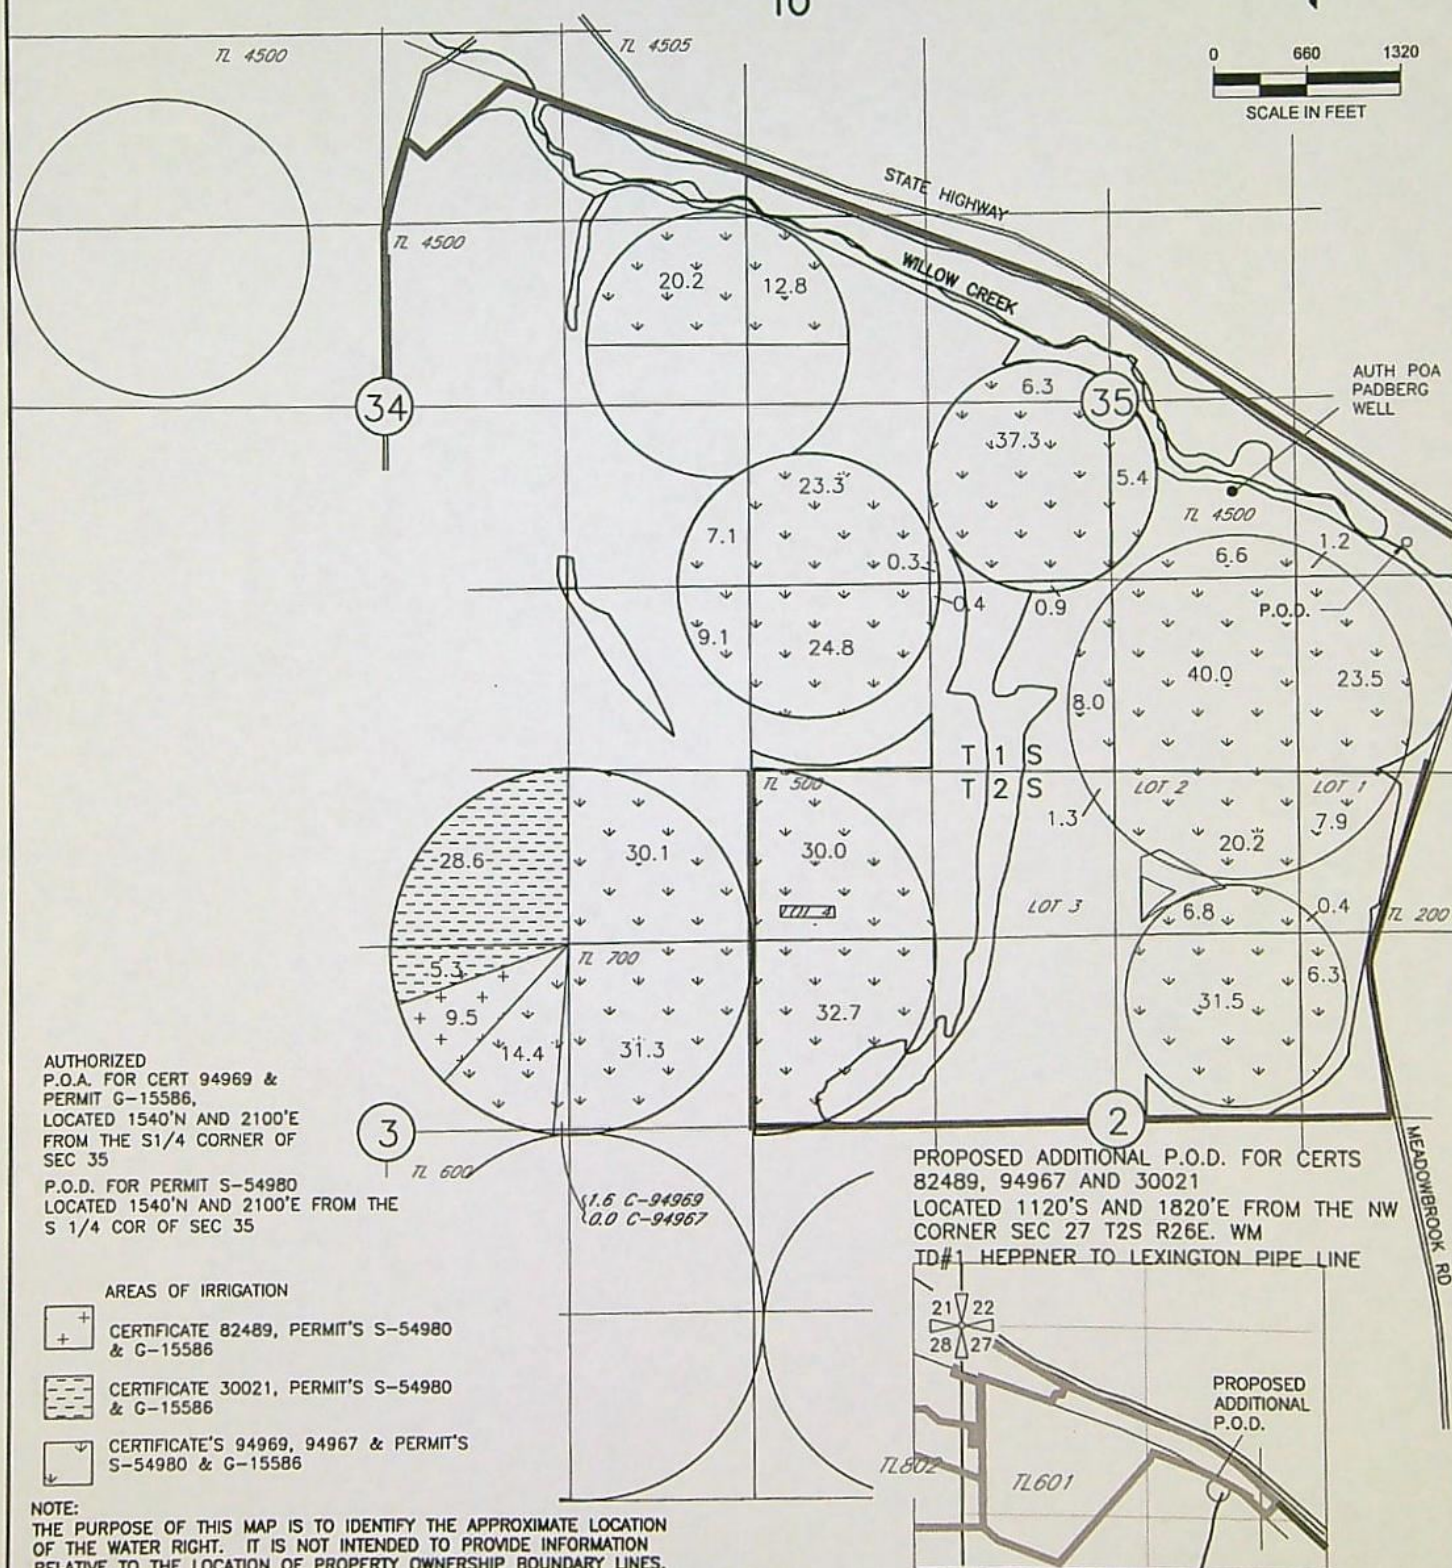 10
TL 4500
TL 4505
0 660 1320
SCALE IN FEET
STATE HIGHWAY
TL 4500
WILLOW CREEK
20.2
12.8
AUTH POA
PADBERG
WELL
34
35
6.3
37.3
5.4
23.3
7.1
TL 4500
1.2
6.6
0.3
0.4
0.9
P.O.D.
9.1
24.8
40.0
23.5
8.0
T 1 S
T 2 S
TL 500
LOT 2
LOT 1
1.3
7.9
28.6
30.1
30.0
20.2
LOT 4
LOT 3
6.8
0.4
TL 200
5.3
TL 700
6.3
9.5
32.7
31.5
14.4
31.3
AUTHORIZED
P.O.A. FOR CERT 94969 &
PERMIT G-15586,
LOCATED 1540'N AND 2100'E
FROM THE S1/4 CORNER OF
SEC 35
P.O.D. FOR PERMIT S-54980
LOCATED 1540'N AND 2100'E FROM THE
S 1/4 COR OF SEC 35
3
2
TL 600
1.6 C-94969
0.0 C-94967
MEADOWBROOK RD
PROPOSED ADDITIONAL P.O.D. FOR CERTS
82489, 94967 AND 30021
LOCATED 1120'S AND 1820'E FROM THE NW
CORNER SEC 27 T2S R26E. WM
TD#1 HEPPNER TO LEXINGTON PIPE LINE
AREAS OF IRRIGATION
CERTIFICATE 82489, PERMIT'S S-54980
& G-15586
CERTIFICATE 30021, PERMIT'S S-54980
& G-15586
CERTIFICATE'S 94969, 94967 & PERMIT'S
S-54980 & G-15586
21 22
28 27
PROPOSED
ADDITIONAL
P.O.D.
TL802
TL601
NOTE:
THE PURPOSE OF THIS MAP IS TO IDENTIFY THE APPROXIMATE LOCATION
OF THE WATER RIGHT. IT IS NOT INTENDED TO PROVIDE INFORMATION
RELATIVE TO THE LOCATION OF PROPERTY OWNERSHIP BOUNDARY LINES.